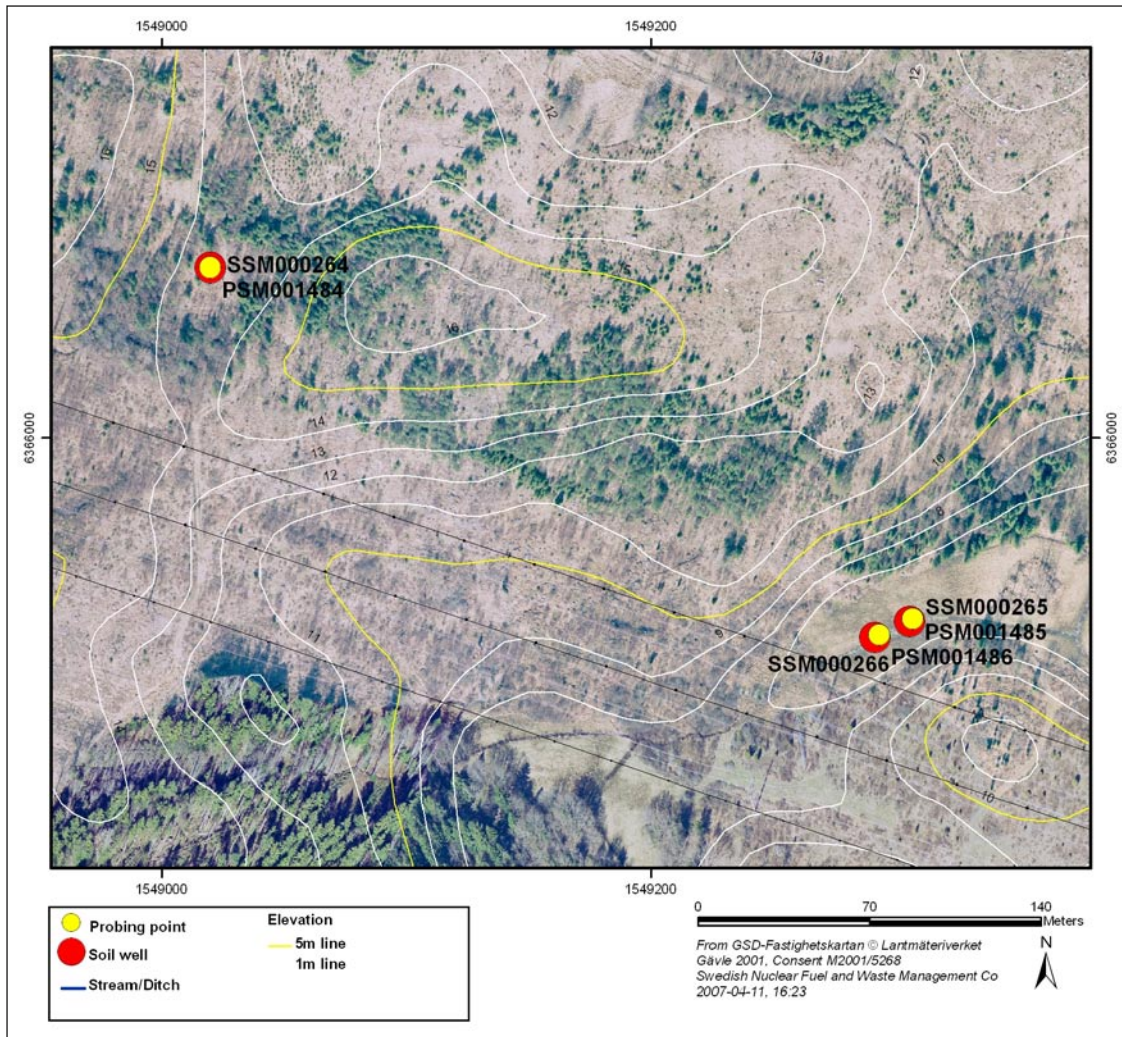 1549000
1549200
12
13
12
16
15
SSM000264
PSM001484
16
13
6366000
6366000
14
13
12
10
8
9
11
SSM000265
PSM001485
SSM000266
PSM001486
10
1549000
1549200
Probing point
Soil well
Stream/Ditch
Elevation
5m line
1m line
0
70
140
Meters
From GSD-Fastighetskartan © Lantmäteriverket
Gävle 2001, Consent M2001/5268
Swedish Nuclear Fuel and Waste Management Co
2007-04-11, 16:23
N